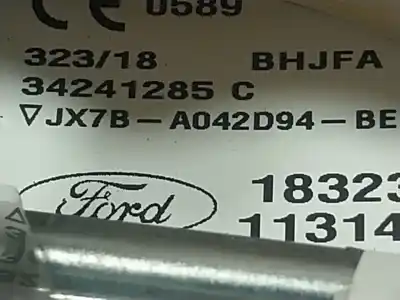 CE 0589
323/18 BHJFA
34241285 C
▽JX7B-A042D94-BE
Ford
18323
11314